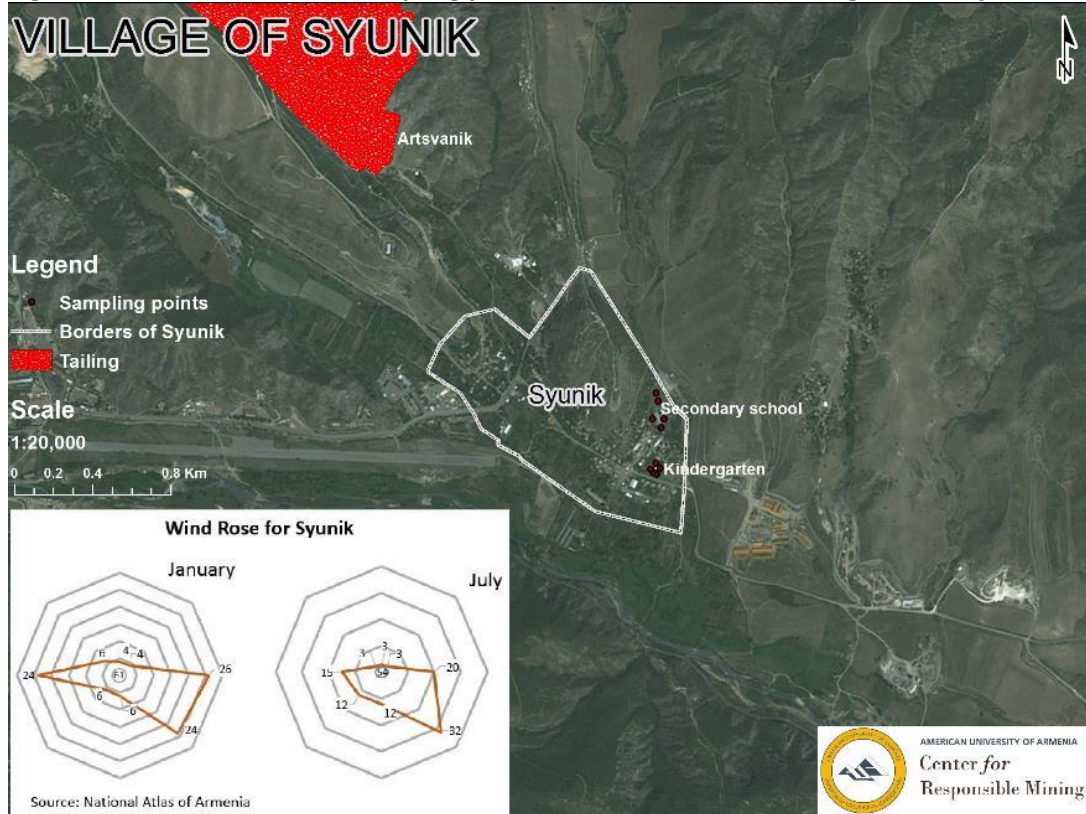 VILLAGE OF SYUNIK
N
Artsvanik
Legend
Sampling points
Borders of Syunik
Tailing
Scale
1:20,000
0 0.2 0.4 0.8 Km
Syunik
Secondary school
Kindergarten
Wind Rose for Syunik
January
4
6
4
24
26
61
6
6
24
July
3
3
3
15
20
54
12
12
32
Source: National Atlas of Armenia
AMERICAN UNIVERSITY OF ARMENIA
Center for
Responsible Mining